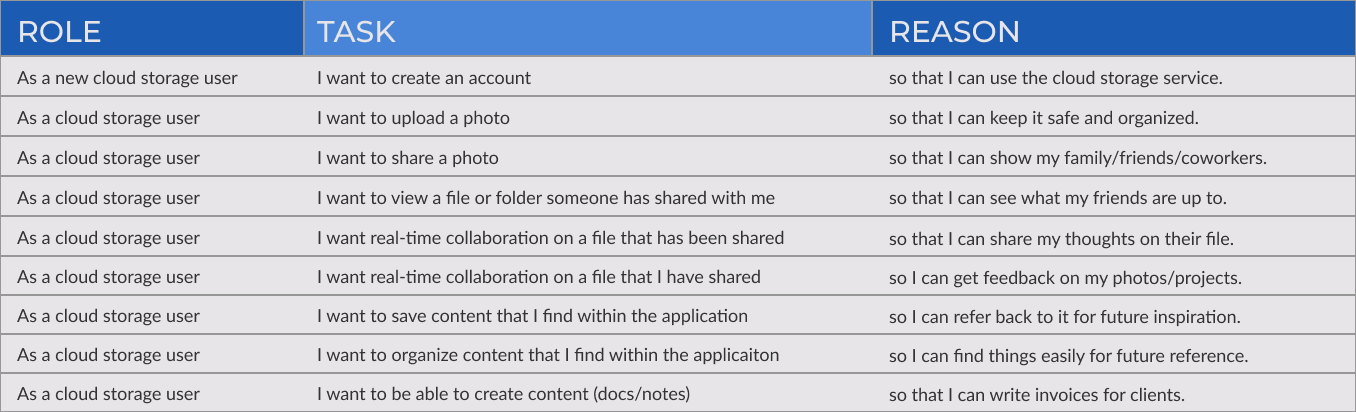 ROLE TASK REASON
As a new cloud storage user I want to create an account so that I can use the cloud storage service.
As a cloud storage user I want to upload a photo so that I can keep it safe and organized.
As a cloud storage user I want to share a photo so that I can show my family/friends/coworkers.
As a cloud storage user I want to view a file or folder someone has shared with me so that I can see what my friends are up to.
As a cloud storage user I want real-time collaboration on a file that has been shared so that I can share my thoughts on their file.
As a cloud storage user I want real-time collaboration on a file that I have shared so I can get feedback on my photos/projects.
As a cloud storage user I want to save content that I find within the application so I can refer back to it for future inspiration.
As a cloud storage user I want to organize content that I find within the applicaiton so I can find things easily for future reference.
As a cloud storage user I want to be able to create content (docs/notes) so that I can write invoices for clients.